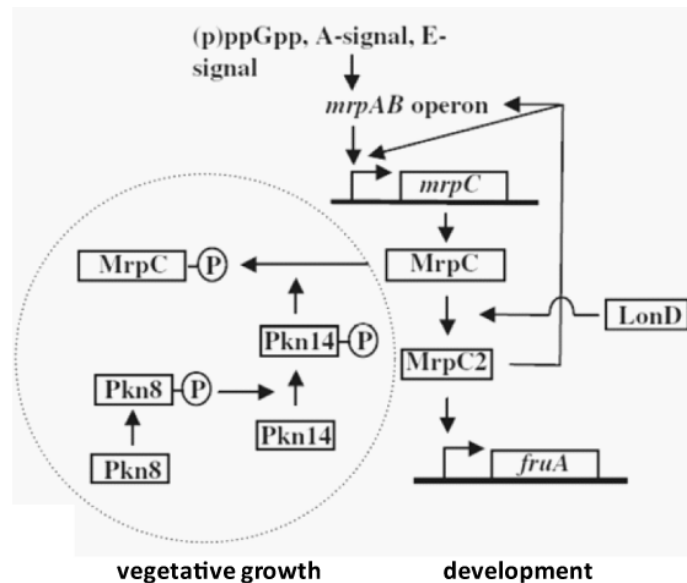 (p)ppGpp, A-signal, E-
signal
mrpAB operon
mrpC
MrpC P
MrpC
Pkn14 P
LonD
MrpC2
Pkn8 P
Pkn14
Pkn8
fruA
vegetative growth
development